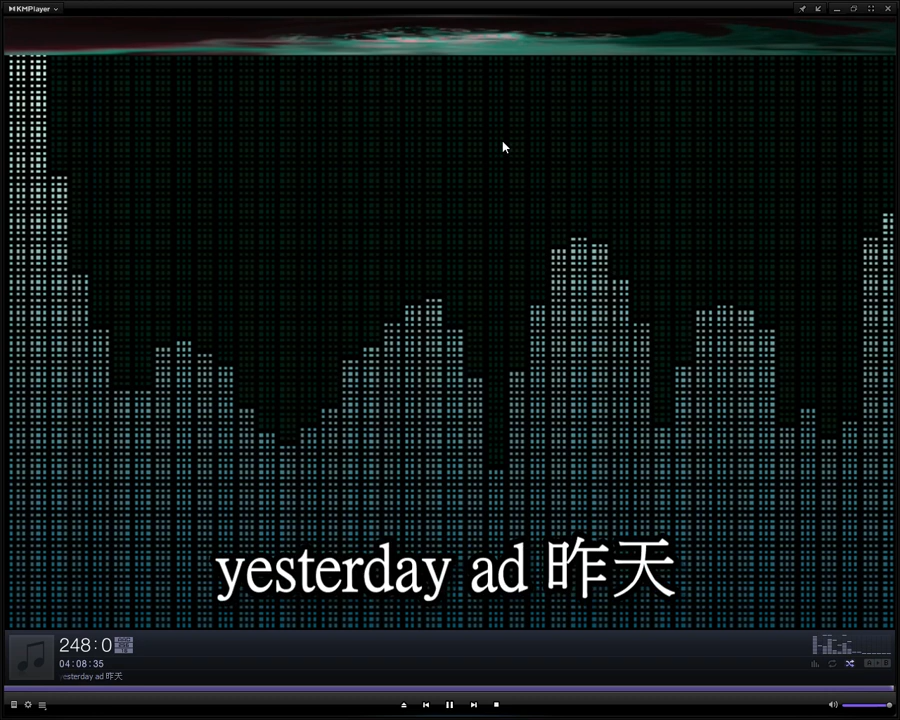 KMPlayer
yesterday ad 昨天
248:0
04:08:35
yesterday ad 昨天
A B